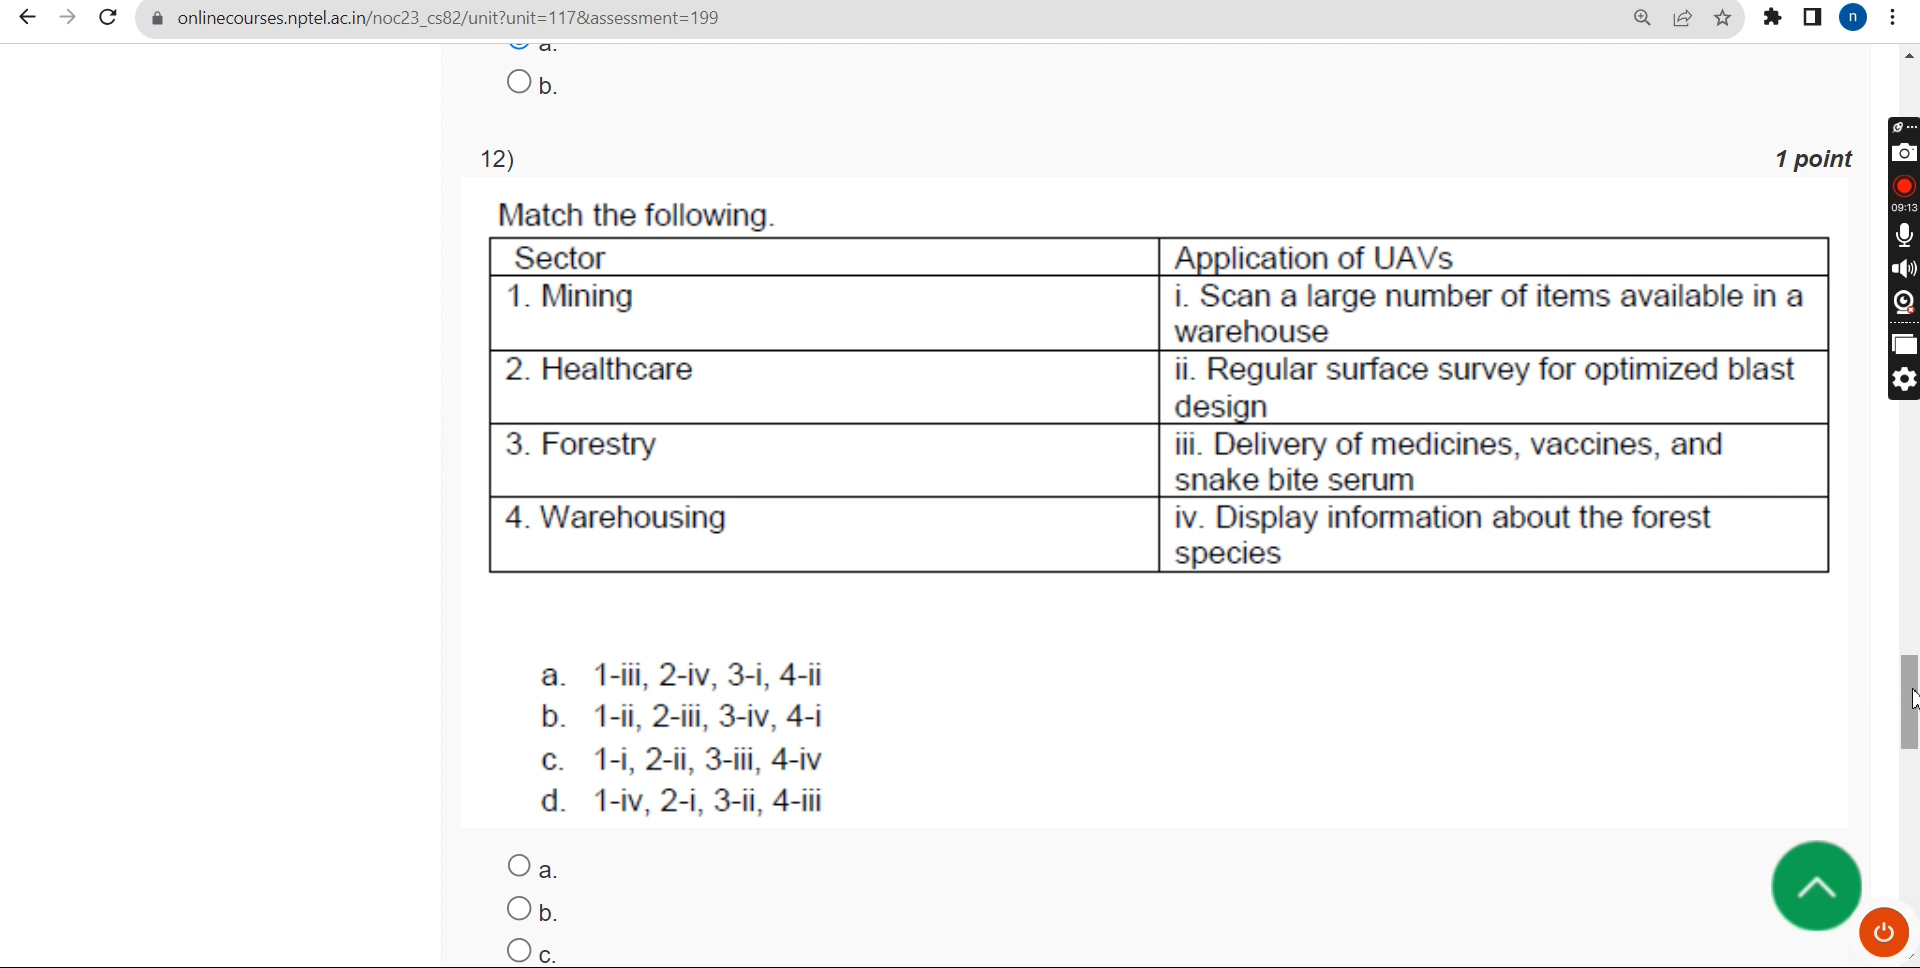 onlinecourses.nptel.ac.in/noc23_cs82/unit?unit=117&assessment=199
n
a.
b.
12)
1 point
Match the following.
Sector
Application of UAVs
1. Mining
i. Scan a large number of items available in a
warehouse
2. Healthcare
ii. Regular surface survey for optimized blast
design
3. Forestry
iii. Delivery of medicines, vaccines, and
snake bite serum
4. Warehousing
iv. Display information about the forest
species
a. 1-iii, 2-iv, 3-i, 4-ii
b. 1-ii, 2-iii, 3-iv, 4-i
c. 1-i, 2-ii, 3-iii, 4-iv
d. 1-iv, 2-i, 3-ii, 4-iii
a.
b.
c.
09:13